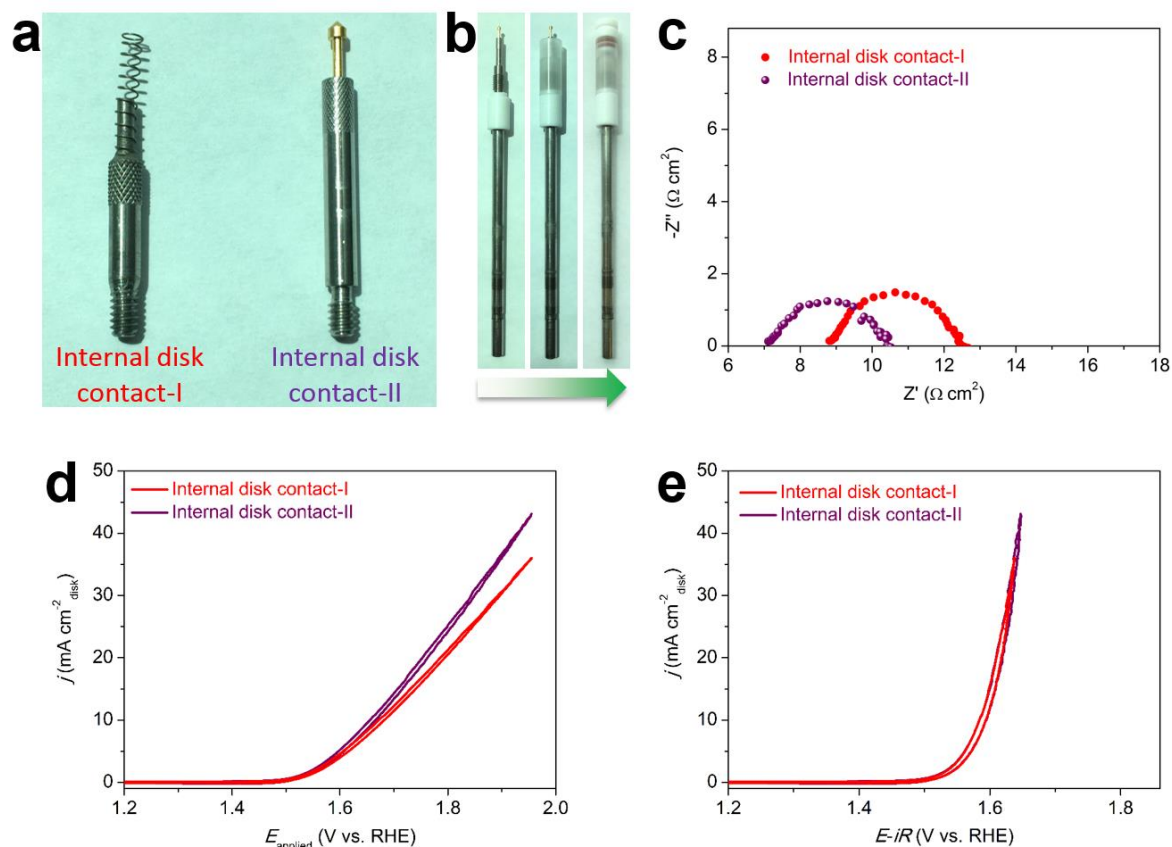 a
Internal disk
contact-I
Internal disk
contact-II
b
c
Internal disk contact-I
Internal disk contact-II
-Z'' (Ω cm²)
8
6
4
2
0
6 8 10 12 14 16 18
Z' (Ω cm²)
d
Internal disk contact-I
Internal disk contact-II
j (mA cm⁻²disk)
50
40
30
20
10
0
1.2 1.4 1.6 1.8 2.0
Eapplied (V vs. RHE)
e
Internal disk contact-I
Internal disk contact-II
j (mA cm⁻²disk)
50
40
30
20
10
0
1.2 1.4 1.6 1.8
E-iR (V vs. RHE)